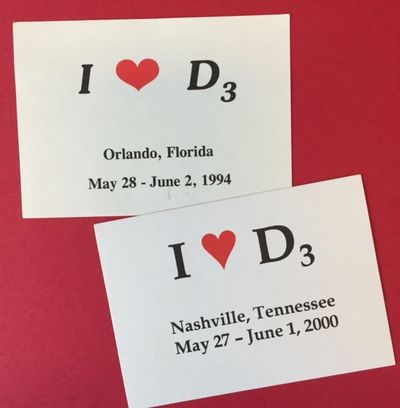 I ❤ D₃
Orlando, Florida
May 28 - June 2, 1994
I ♥ D₃
Nashville, Tennessee
May 27 – June 1, 2000